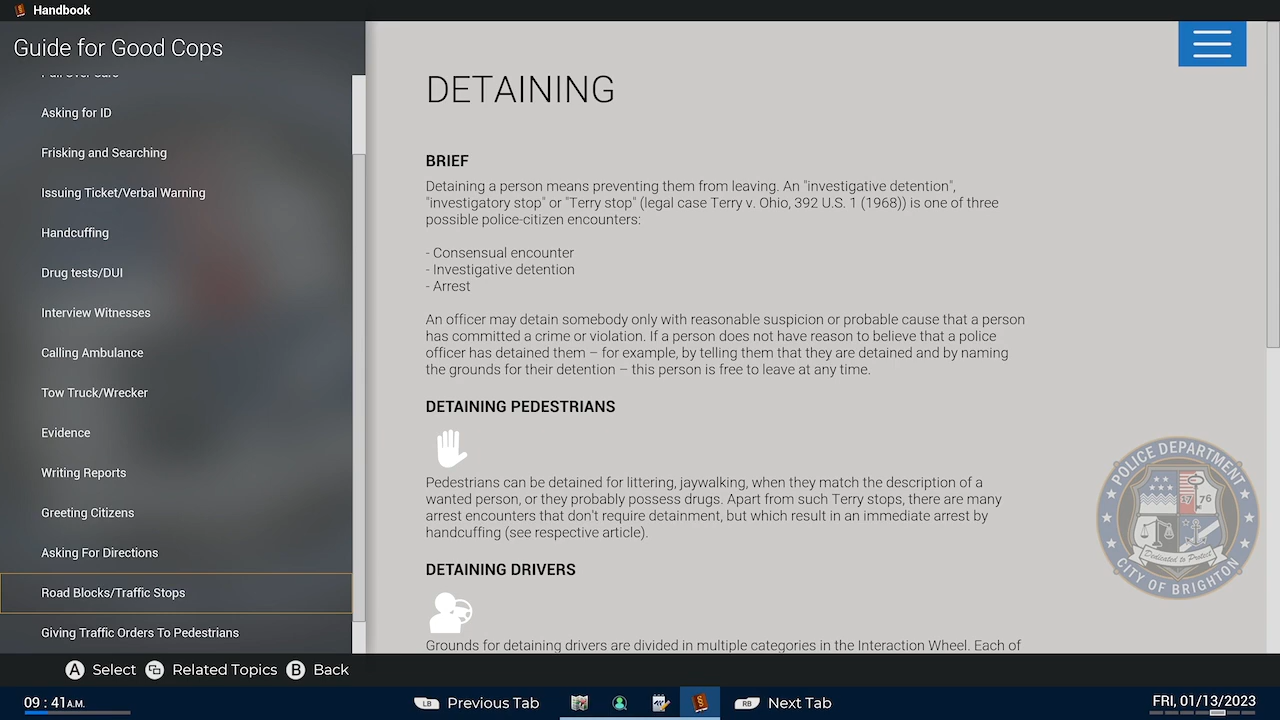 Handbook
Guide for Good Cops
Asking for ID
Frisking and Searching
Issuing Ticket/Verbal Warning
Handcuffing
Drug tests/DUI
Interview Witnesses
Calling Ambulance
Tow Truck/Wrecker
Evidence
Writing Reports
Greeting Citizens
Asking For Directions
Road Blocks/Traffic Stops
Giving Traffic Orders To Pedestrians
DETAINING
BRIEF
Detaining a person means preventing them from leaving. An "investigative detention",
"investigatory stop" or "Terry stop" (legal case Terry v. Ohio, 392 U.S. 1 (1968)) is one of three
possible police-citizen encounters:
- Consensual encounter
- Investigative detention
- Arrest
An officer may detain somebody only with reasonable suspicion or probable cause that a person
has committed a crime or violation. If a person does not have reason to believe that a police
officer has detained them – for example, by telling them that they are detained and by naming
the grounds for their detention – this person is free to leave at any time.
DETAINING PEDESTRIANS
Pedestrians can be detained for littering, jaywalking, when they match the description of a
wanted person, or they probably possess drugs. Apart from such Terry stops, there are many
arrest encounters that don't require detainment, but which result in an immediate arrest by
handcuffing (see respective article).
DETAINING DRIVERS
Grounds for detaining drivers are divided in multiple categories in the Interaction Wheel. Each of
POLICE DEPARTMENT
17 76
Dedicated to Protect
CITY OF BRIGHTON
A Select Related Topics B Back
09 : 41 A.M.
LB Previous Tab
RB Next Tab
FRI, 01/13/2023